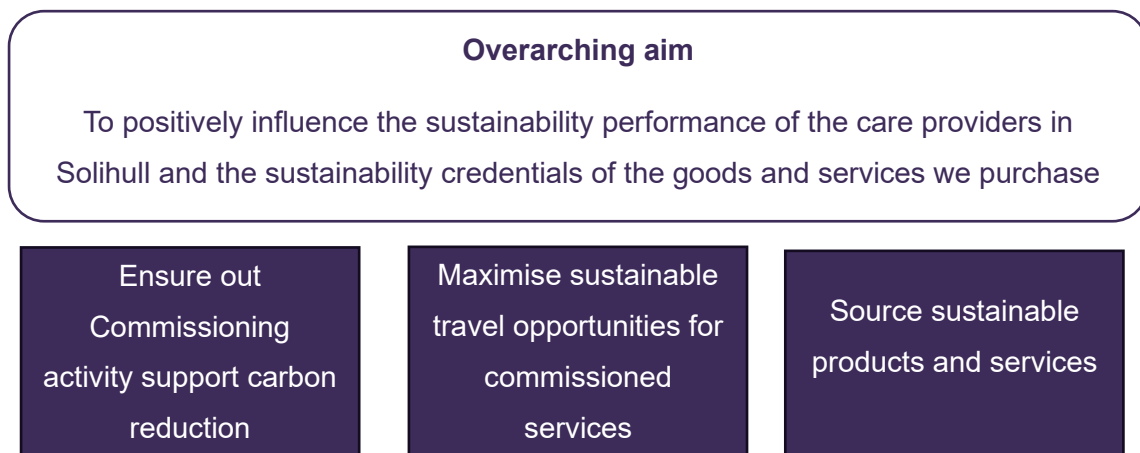 Overarching aim
To positively influence the sustainability performance of the care providers in
Solihull and the sustainability credentials of the goods and services we purchase
Ensure out
Commissioning
activity support carbon
reduction
Maximise sustainable
travel opportunities for
commissioned
services
Source sustainable
products and services